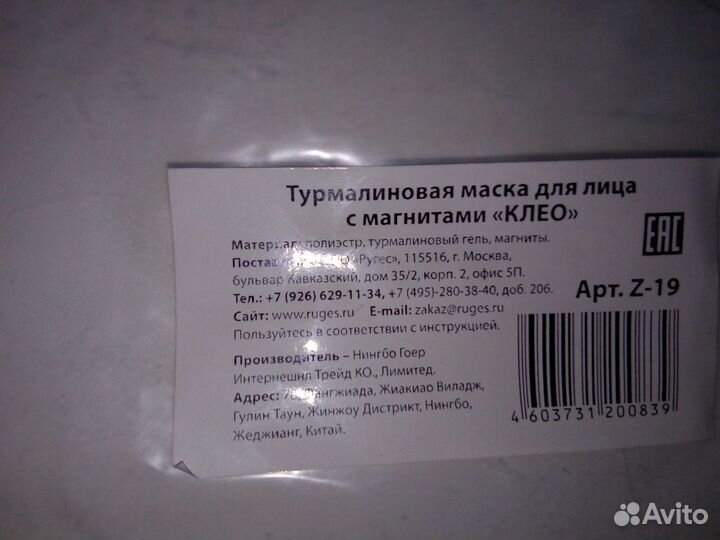 Турмалиновая маска для лица
с магнитами «КЛЕО»
Материал: полиэстр, турмалиновый гель, магниты.
«Ругес», 115516, г. Москва,
бульвар Кавказский, дом 35/2, корп. 2, офис 5П.
Тел.: +7 (926) 629-11-34, +7 (495)-280-38-40, доб. 206.
Сайт: www.ruges.ru E-mail: zakaz@ruges.ru
Пользуйтесь в соответствии с инструкцией.
EAC
Арт. Z-19
Производитель – Нингбо Гоер
Интернешнл Трейд КО., Лимитед.
Адрес: Жиакиао Виладж,
Гулин Таун, Жинжоу Дистрикт, Нингбо,
Жеджианг, Китай.
4 603731 200839
Avito